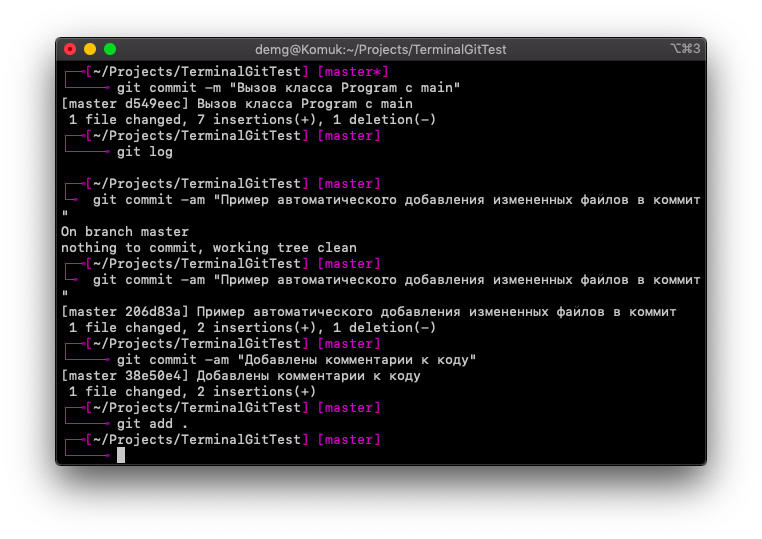 demg@Komuk:~/Projects/TerminalGitTest
⌥⌘3
[~/Projects/TerminalGitTest] [master*]
git commit -m "Вызов класса Program с main"
[master d549eec] Вызов класса Program с main
1 file changed, 7 insertions(+), 1 deletion(-)
[~/Projects/TerminalGitTest] [master]
git log
[~/Projects/TerminalGitTest] [master]
git commit -am "Пример автоматического добавления измененных файлов в коммит
"
On branch master
nothing to commit, working tree clean
[~/Projects/TerminalGitTest] [master]
git commit -am "Пример автоматического добавления измененных файлов в коммит
"
[master 206d83a] Пример автоматического добавления измененных файлов в коммит
1 file changed, 2 insertions(+), 1 deletion(-)
[~/Projects/TerminalGitTest] [master]
git commit -am "Добавлены комментарии к коду"
[master 38e50e4] Добавлены комментарии к коду
1 file changed, 2 insertions(+)
[~/Projects/TerminalGitTest] [master]
git add .
[~/Projects/TerminalGitTest] [master]